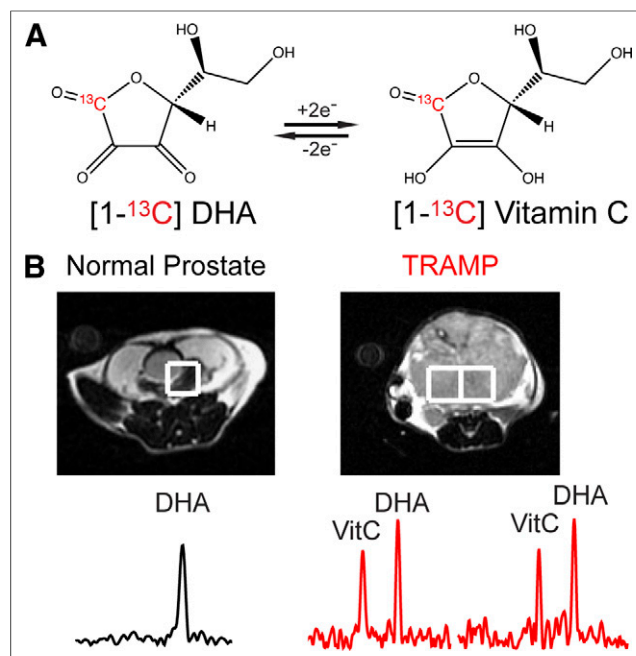 A
HO
OH
O
O
13C
H
O
O
+2e⁻
-2e⁻
HO
OH
O
O
13C
H
HO
OH
[1-13C] DHA
[1-13C] Vitamin C
B Normal Prostate TRAMP
DHA
VitC DHA
VitC DHA